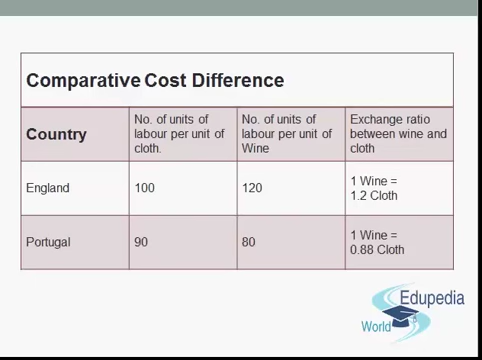 Comparative Cost Difference
Country
No. of units of
labour per unit of
cloth.
No. of units of
labour per unit of
Wine
Exchange ratio
between wine and
cloth
England
100
120
1 Wine =
1.2 Cloth
Portugal
90
80
1 Wine =
0.88 Cloth
Edupedia
World